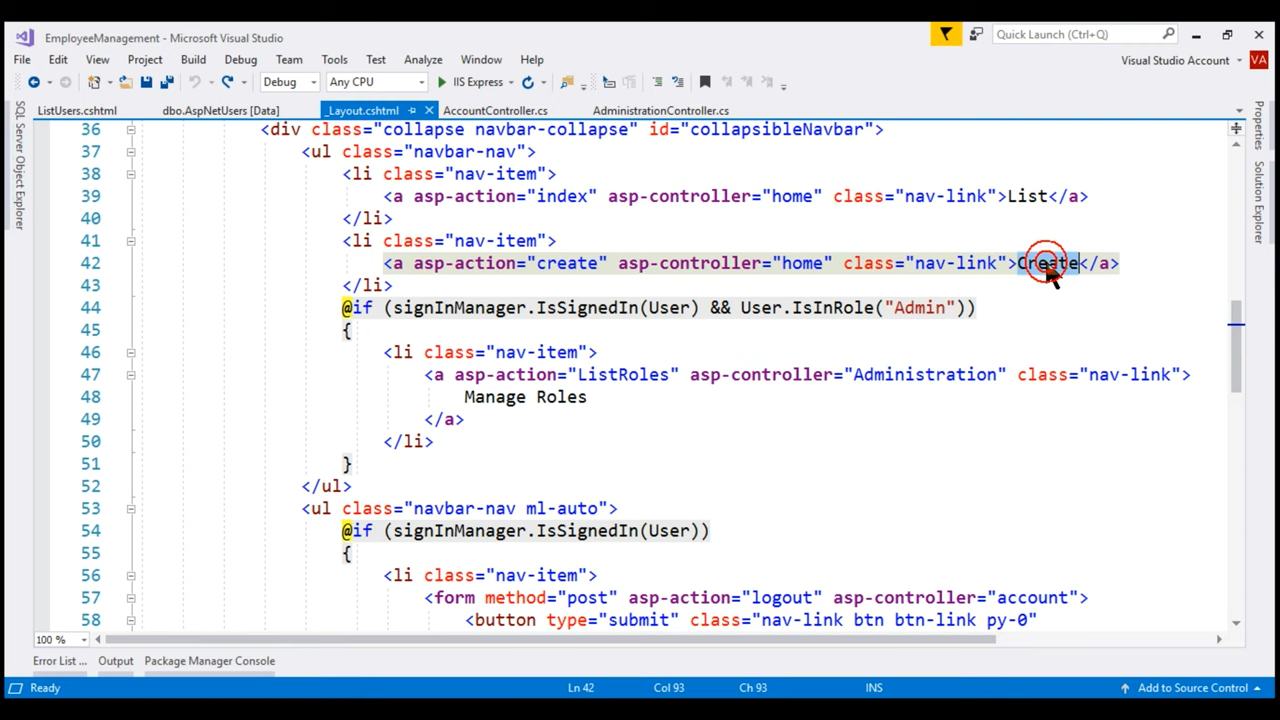 EmployeeManagement - Microsoft Visual Studio
Quick Launch (Ctrl+Q)
File Edit View Project Build Debug Team Tools Test Analyze Window Help
Visual Studio Account VA
Debug Any CPU IIS Express
ListUsers.cshtml dbo.AspNetUsers [Data] _Layout.cshtml AccountController.cs AdministrationController.cs
SQL Server Object Explorer
Properties
Solution Explorer
36 <div class="collapse navbar-collapse" id="collapsibleNavbar">
37 <ul class="navbar-nav">
38 <li class="nav-item">
39 <a asp-action="index" asp-controller="home" class="nav-link">List</a>
40 </li>
41 <li class="nav-item">
42 <a asp-action="create" asp-controller="home" class="nav-link">Create</a>
43 </li>
44 @if (signInManager.IsSignedIn(User) && User.IsInRole("Admin"))
45 {
46 <li class="nav-item">
47 <a asp-action="ListRoles" asp-controller="Administration" class="nav-link">
48 Manage Roles
49 </a>
50 </li>
51 }
52 </ul>
53 <ul class="navbar-nav ml-auto">
54 @if (signInManager.IsSignedIn(User))
55 {
56 <li class="nav-item">
57 <form method="post" asp-action="logout" asp-controller="account">
58 <button type="submit" class="nav-link btn btn-link py-0"
100 %
Error List ... Output Package Manager Console
Ready Ln 42 Col 93 Ch 93 INS Add to Source Control